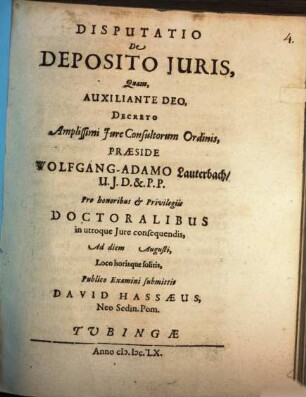 4.
DISPUTATIO
De
DEPOSITO JURIS,
Quam,
AUXILIANTE DEO,
DECRETO
Amplissimi Jure Consultorum Ordinis,
PRÆSIDE
WOLFGANG-ADAMO Lauterbach/
U.J.D.&.P.P.
Pro honoribus & Privilegiis
DOCTORALIBUS
in utroque Jure consequendis,
Ad diem Augusti,
Loco horisque solitis,
Publico Examini submittit
DAVID HASSÆUS,
Neo Sedin. Pom.
TUBINGÆ
Anno cIↃ. Iↄc. LX.